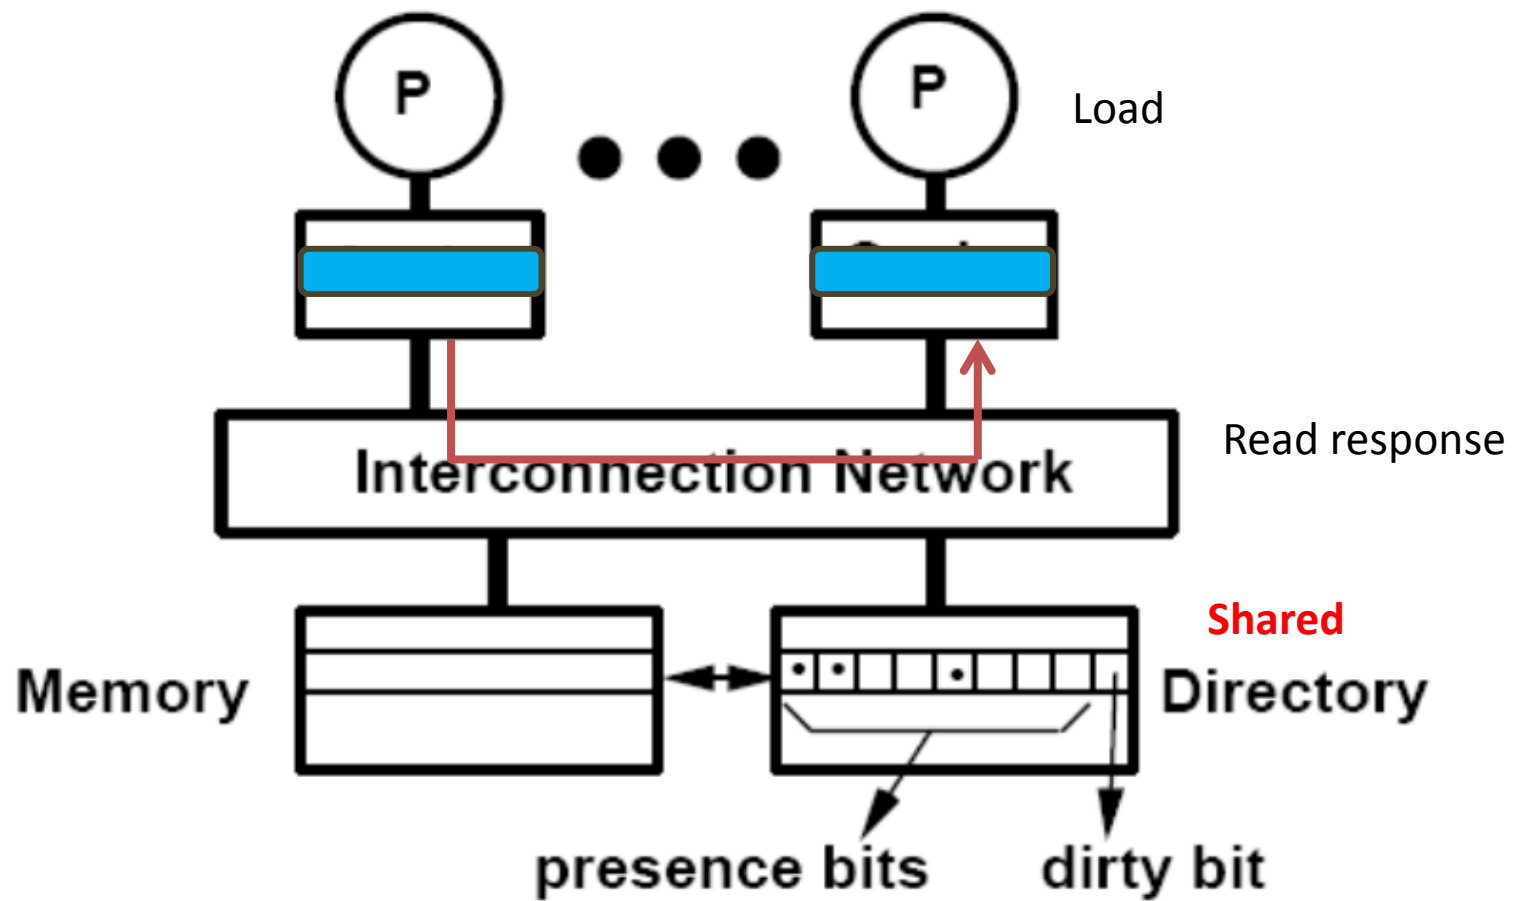 P
P
Load
Interconnection Network
Read response
Shared
Memory
Directory
presence bits
dirty bit